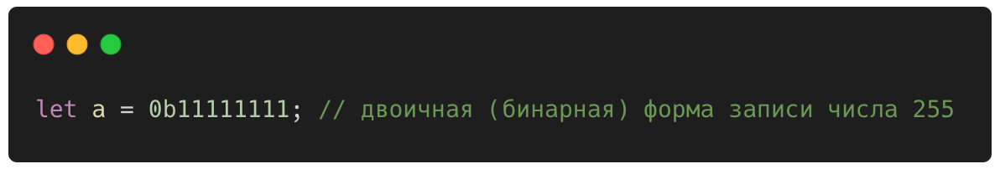 let a = 0b11111111; // двоичная (бинарная) форма записи числа 255